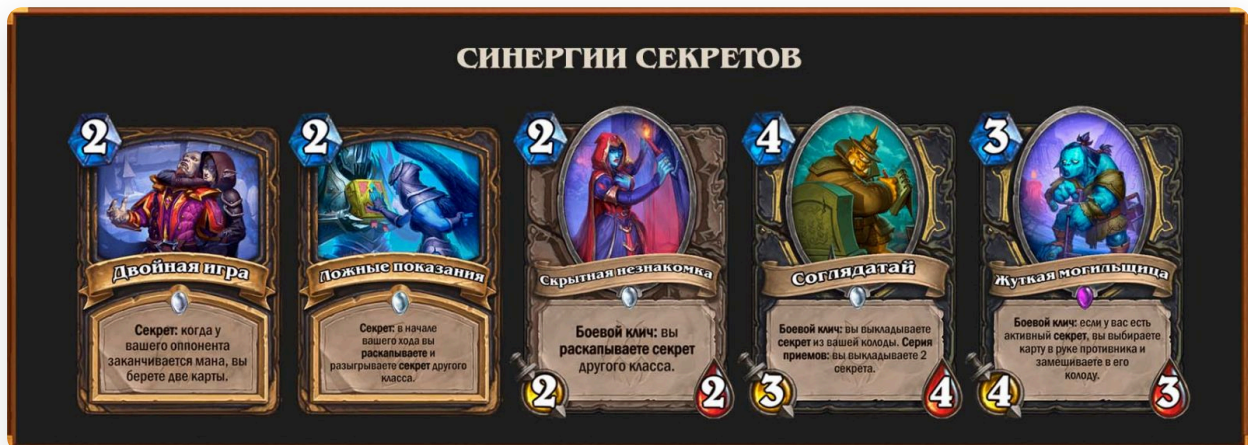 СИНЕРГИИ СЕКРЕТОВ
2
Двойная игра
Секрет: когда у
вашего оппонента
заканчивается мана, вы
берете две карты.
2
Ложные показания
Секрет: в начале
вашего хода вы
раскапываете и
разыгрываете секрет другого
класса.
2
Скрытная незнакомка
Боевой клич: вы
раскапываете секрет
другого класса.
2
2
4
Соглядатай
Боевой клич: вы выкладываете
секрет из вашей колоды. Серия
приемов: вы выкладываете 2
секрета.
3
4
3
Жуткая могильщица
Боевой клич: если у вас есть
активный секрет, вы выбираете
карту в руке противника и
замешиваете в его
колоду.
4
3